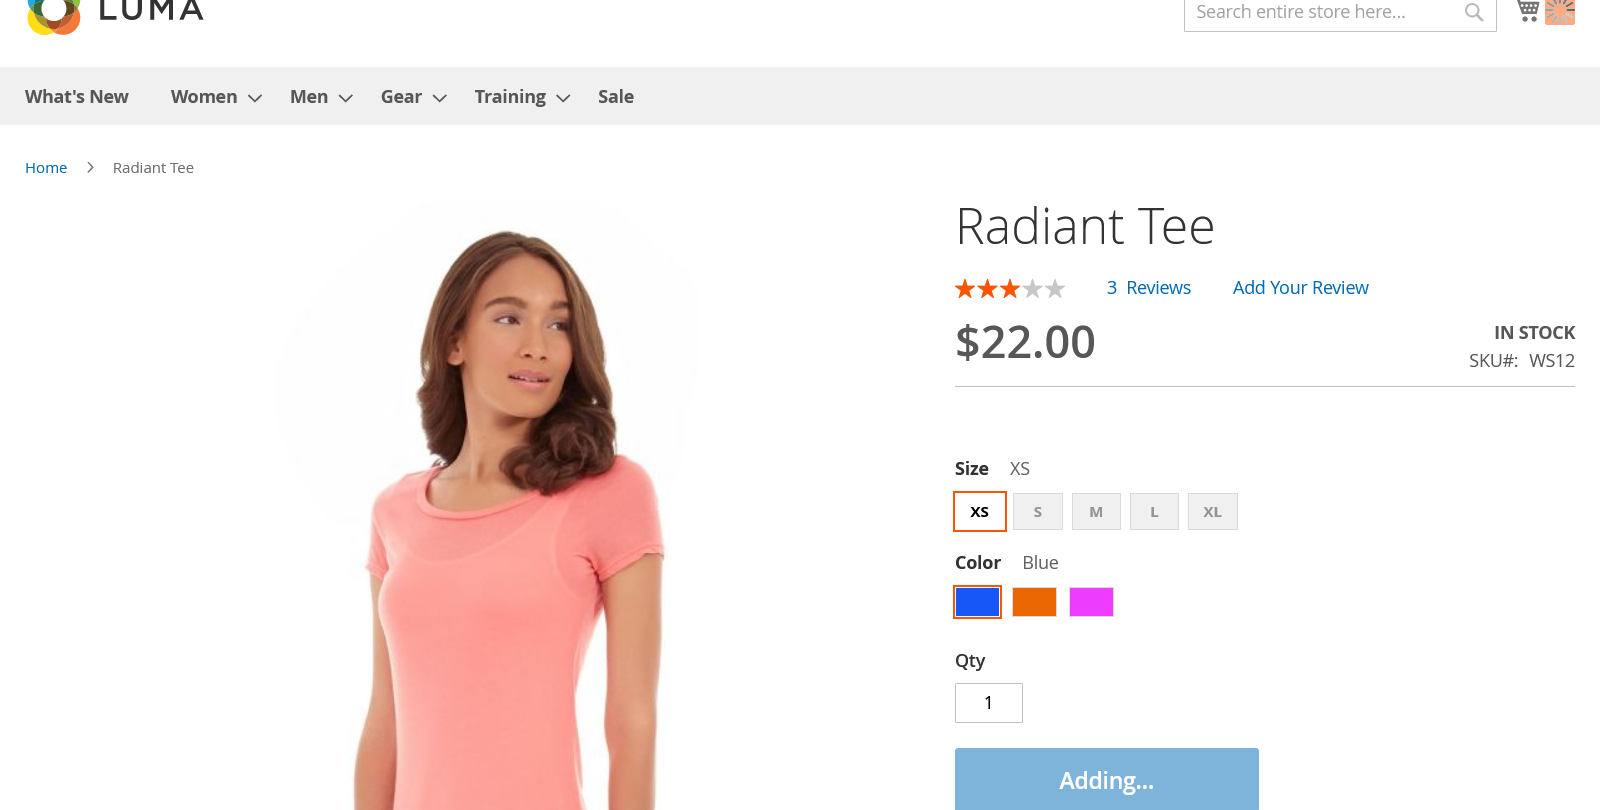 LUMA
Search entire store here...
What's New Women Men Gear Training Sale
Home Radiant Tee
Radiant Tee
3 Reviews Add Your Review
$22.00
IN STOCK
SKU#: WS12
Size XS
XS S M L XL
Color Blue
Qty
1
Adding...